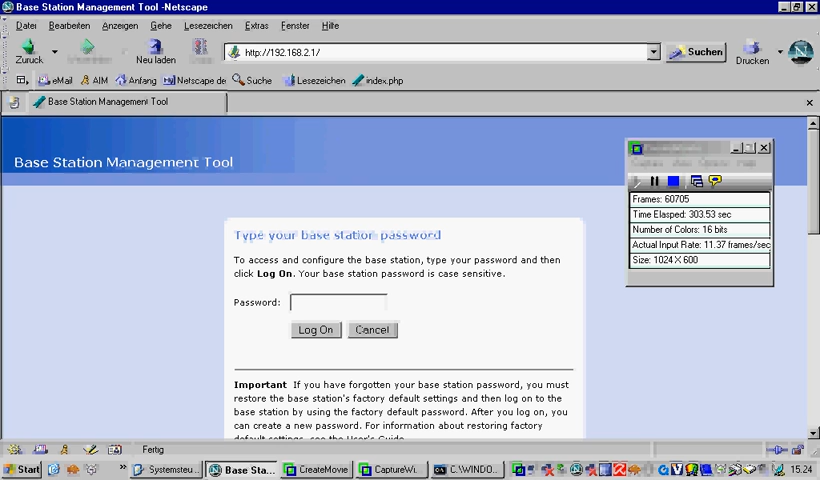 Base Station Management Tool -Netscape
Datei Bearbeiten Anzeigen Gehe Lesezeichen Extras Fenster Hilfe
Zurück Neu laden http://192.168.2.1/ Suchen Drucken
eMail AIM Anfang Netscape de Suche Lesezeichen index.php
Base Station Management Tool
Base Station Management Tool
Frames: 60705
Time Elasped: 303.53 sec
Number of Colors: 16 bits
Actual Input Rate: 11.37 frames/sec
Size: 1024 X 600
Type your base station password
To access and configure the base station, type your password and then
click Log On. Your base station password is case sensitive.
Password:
Log On Cancel
Important If you have forgotten your base station password, you must
restore the base station's factory default settings and then log on to the
base station by using the factory default password. After you log on, you
can create a new password. For information about restoring factory
default settings, see the User's Guide.
Fertig
Start » Systemsteu... Base Sta... CreateMovie CaptureWi... C:\WINDO... 15.24